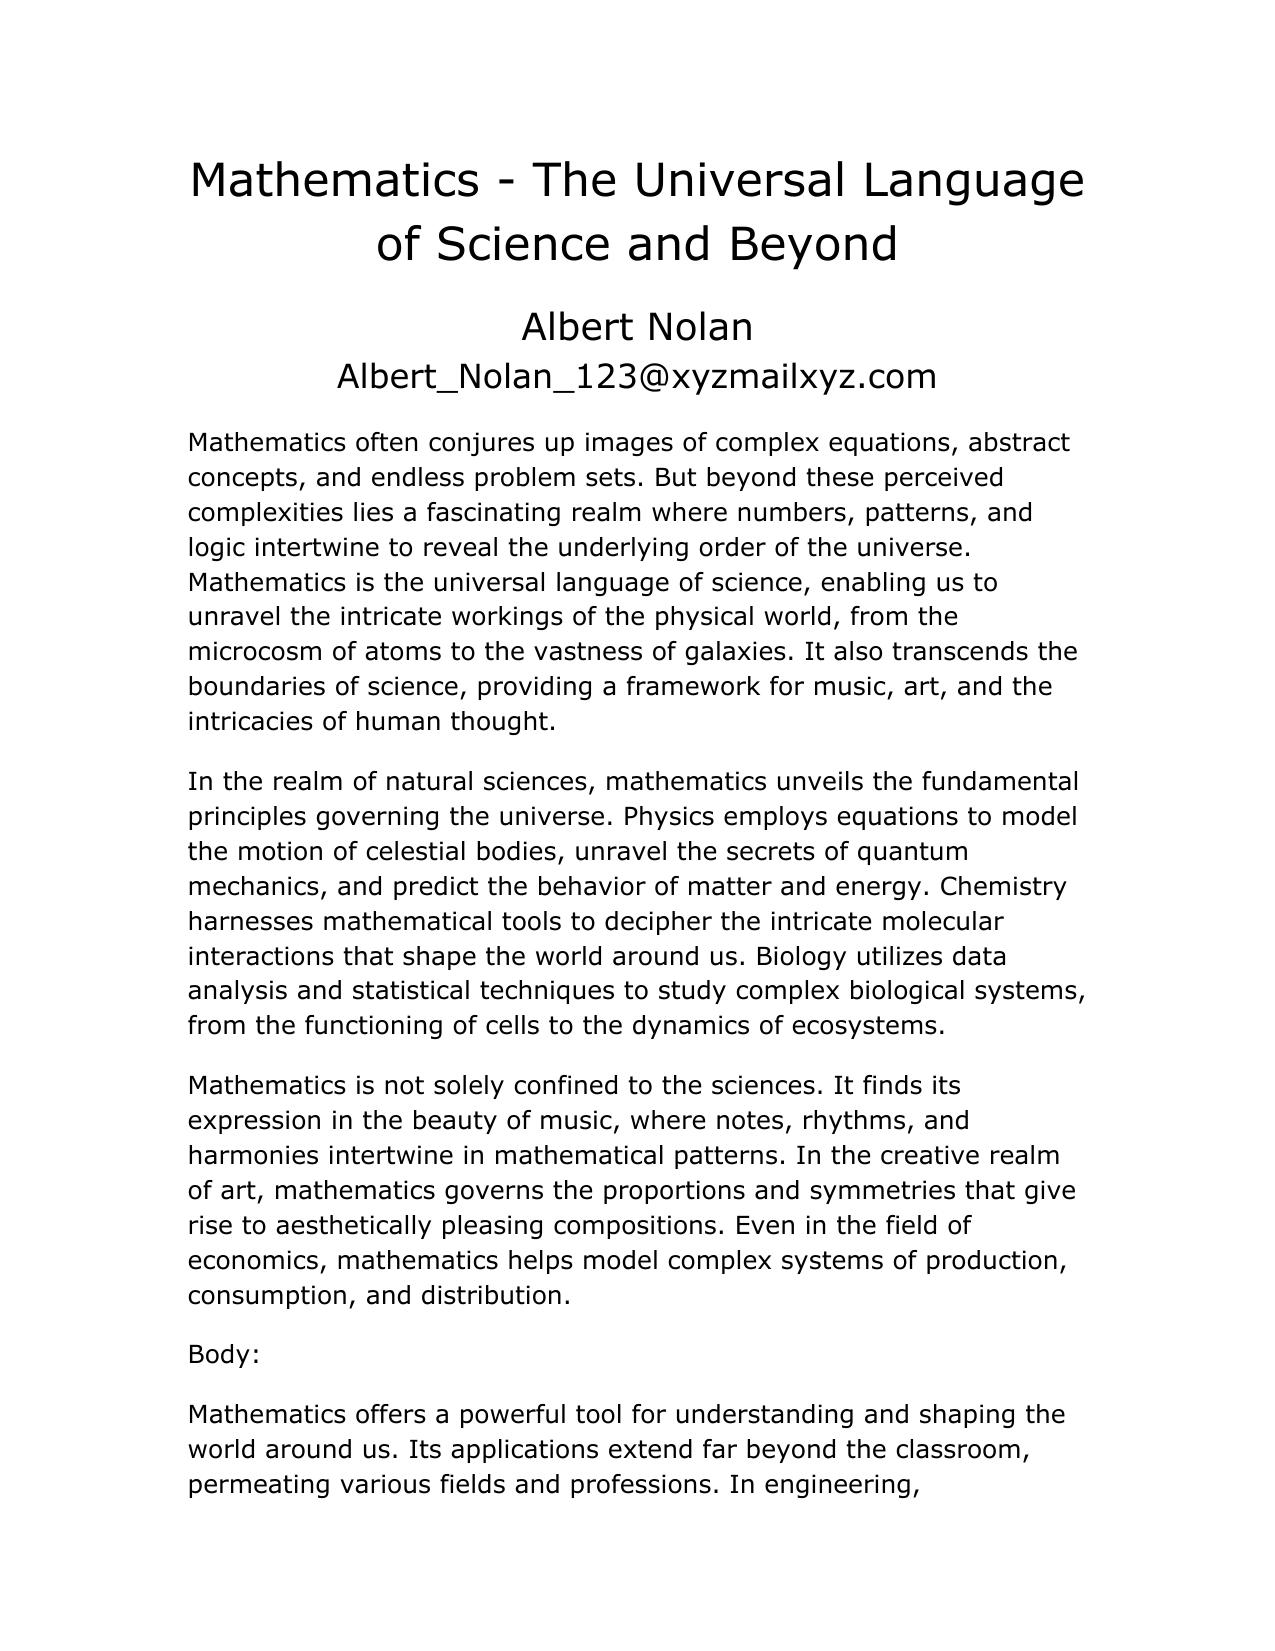 Mathematics - The Universal Language
of Science and Beyond
Albert Nolan
Albert_Nolan_123@xyzmailxyz.com
Mathematics often conjures up images of complex equations, abstract
concepts, and endless problem sets. But beyond these perceived
complexities lies a fascinating realm where numbers, patterns, and
logic intertwine to reveal the underlying order of the universe.
Mathematics is the universal language of science, enabling us to
unravel the intricate workings of the physical world, from the
microcosm of atoms to the vastness of galaxies. It also transcends the
boundaries of science, providing a framework for music, art, and the
intricacies of human thought.
In the realm of natural sciences, mathematics unveils the fundamental
principles governing the universe. Physics employs equations to model
the motion of celestial bodies, unravel the secrets of quantum
mechanics, and predict the behavior of matter and energy. Chemistry
harnesses mathematical tools to decipher the intricate molecular
interactions that shape the world around us. Biology utilizes data
analysis and statistical techniques to study complex biological systems,
from the functioning of cells to the dynamics of ecosystems.
Mathematics is not solely confined to the sciences. It finds its
expression in the beauty of music, where notes, rhythms, and
harmonies intertwine in mathematical patterns. In the creative realm
of art, mathematics governs the proportions and symmetries that give
rise to aesthetically pleasing compositions. Even in the field of
economics, mathematics helps model complex systems of production,
consumption, and distribution.
Body:
Mathematics offers a powerful tool for understanding and shaping the
world around us. Its applications extend far beyond the classroom,
permeating various fields and professions. In engineering,